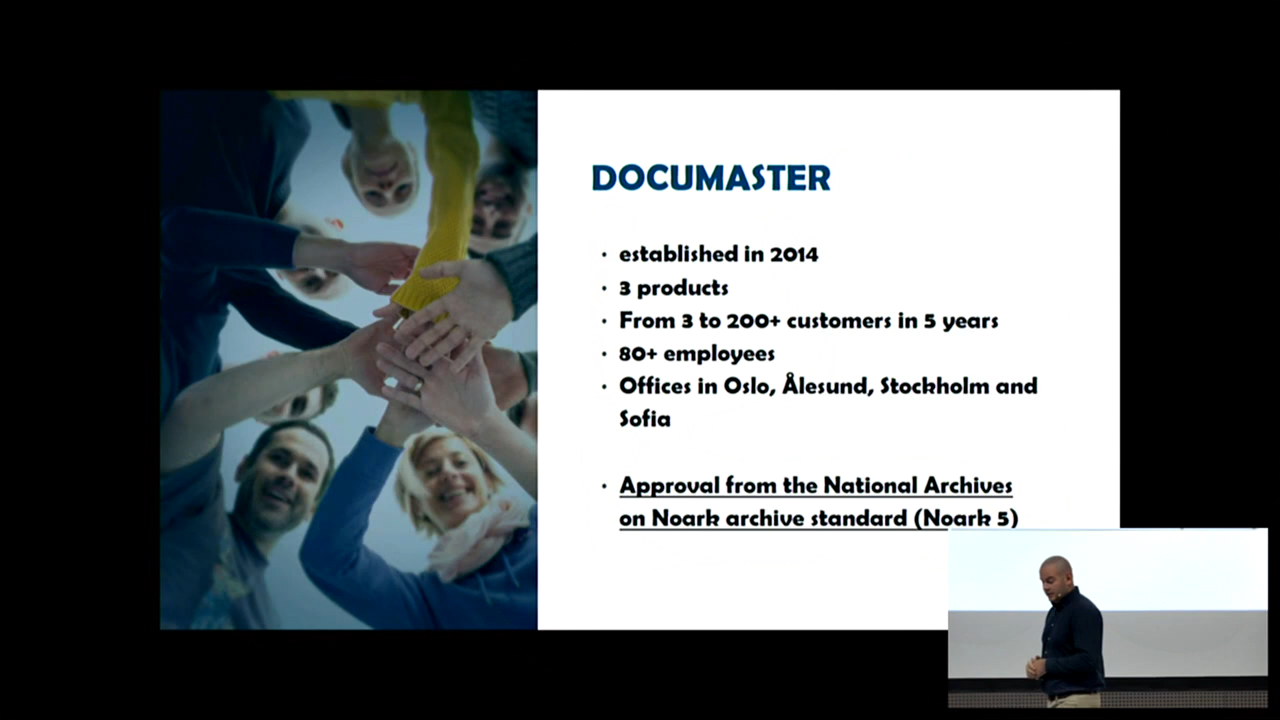 DOCUMASTER
• established in 2014
• 3 products
• From 3 to 200+ customers in 5 years
• 80+ employees
• Offices in Oslo, Ålesund, Stockholm and
Sofia
• Approval from the National Archives
on Noark archive standard (Noark 5)